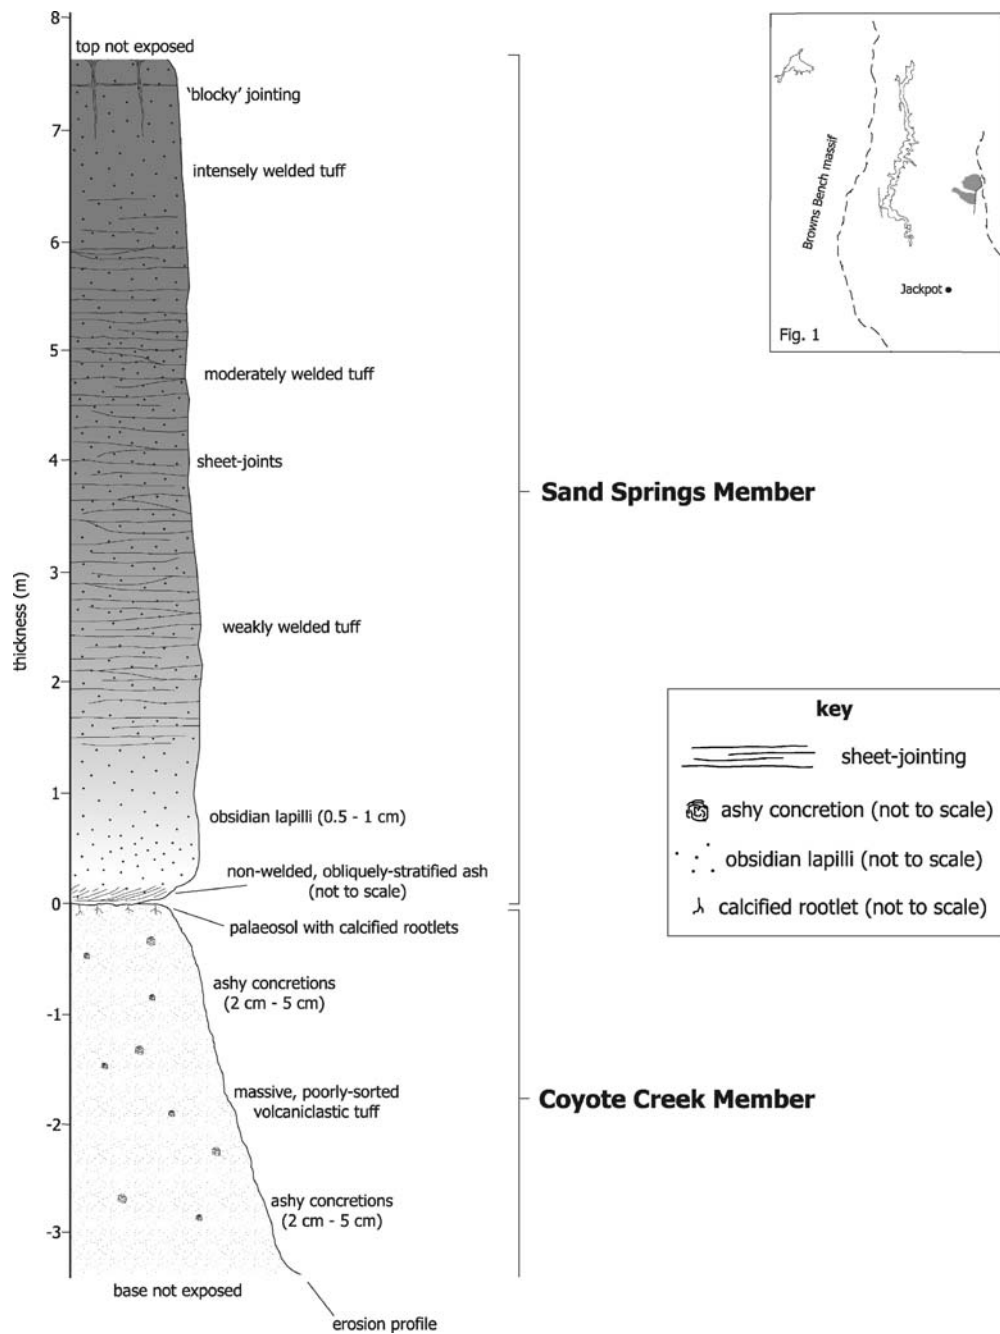 8
top not exposed
'blocky' jointing
7
intensely welded tuff
6
5
moderately welded tuff
4
sheet-joints
Sand Springs Member
thickness (m)
3
weakly welded tuff
2
1
obsidian lapilli (0.5 - 1 cm)
non-welded, obliquely-stratified ash
(not to scale)
0
palaeosol with calcified rootlets
ashy concretions
(2 cm - 5 cm)
-1
massive, poorly-sorted
volcaniclastic tuff
Coyote Creek Member
-2
ashy concretions
(2 cm - 5 cm)
-3
base not exposed
erosion profile
Browns Bench massif
Jackpot
Fig. 1
key
sheet-jointing
ashy concretion (not to scale)
obsidian lapilli (not to scale)
calcified rootlet (not to scale)